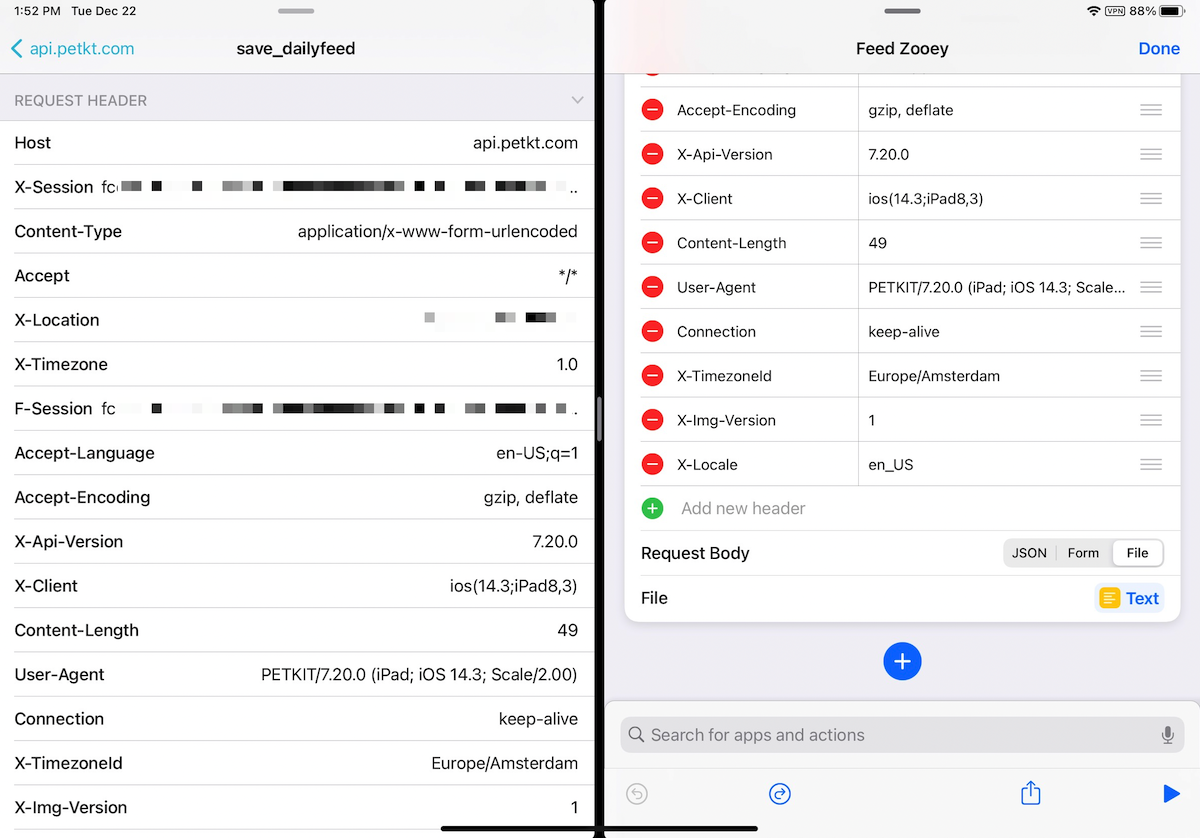 1:52 PM Tue Dec 22
api.petkt.com
save_dailyfeed
REQUEST HEADER
Host api.petkt.com
X-Session fc
Content-Type application/x-www-form-urlencoded
Accept */*
X-Location
X-Timezone 1.0
F-Session fc
Accept-Language en-US;q=1
Accept-Encoding gzip, deflate
X-Api-Version 7.20.0
X-Client ios(14.3;iPad8,3)
Content-Length 49
User-Agent PETKIT/7.20.0 (iPad; iOS 14.3; Scale/2.00)
Connection keep-alive
X-TimezoneId Europe/Amsterdam
X-Img-Version 1
VPN 88%
Feed Zooey
Done
Accept-Encoding gzip, deflate
X-Api-Version 7.20.0
X-Client ios(14.3;iPad8,3)
Content-Length 49
User-Agent PETKIT/7.20.0 (iPad; iOS 14.3; Scale...
Connection keep-alive
X-TimezoneId Europe/Amsterdam
X-Img-Version 1
X-Locale en_US
Add new header
Request Body JSON Form File
File Text
Search for apps and actions